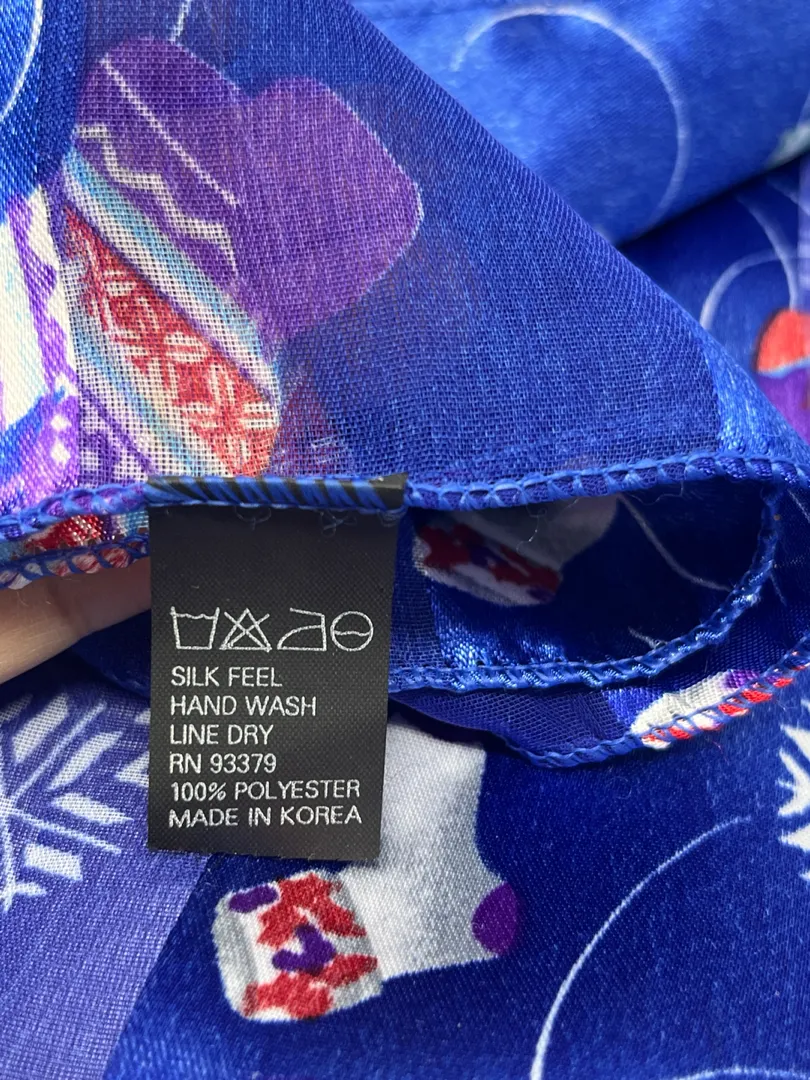 SILK FEEL
HAND WASH
LINE DRY
RN 93379
100% POLYESTER
MADE IN KOREA